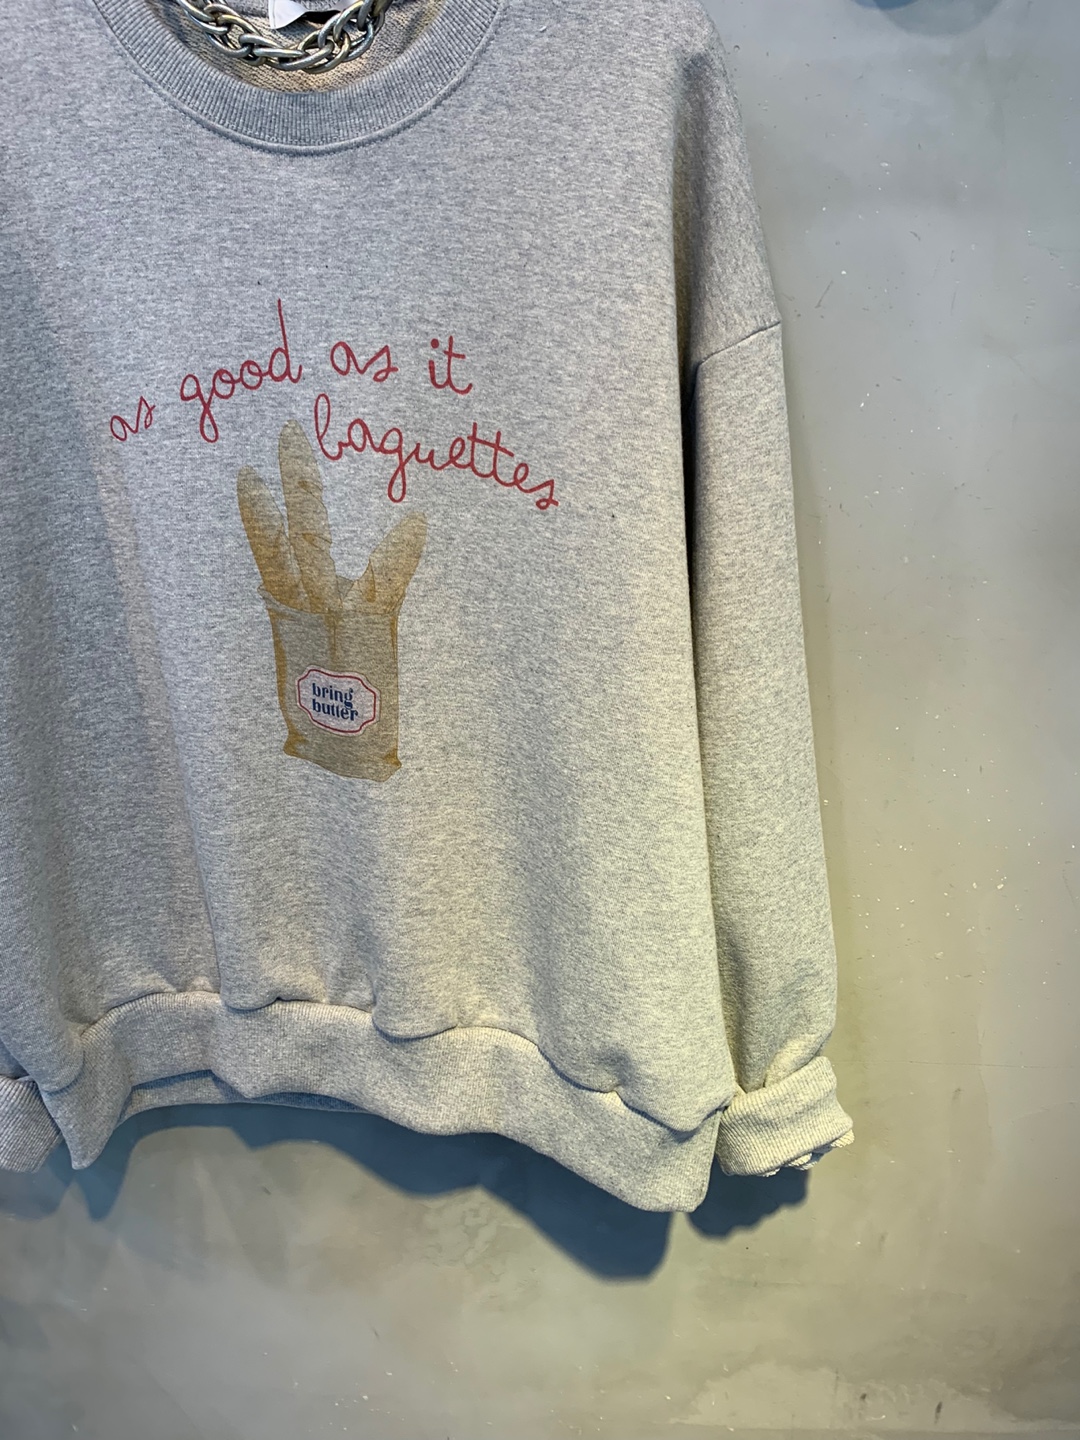 as good as it
baguettes
bring
butter